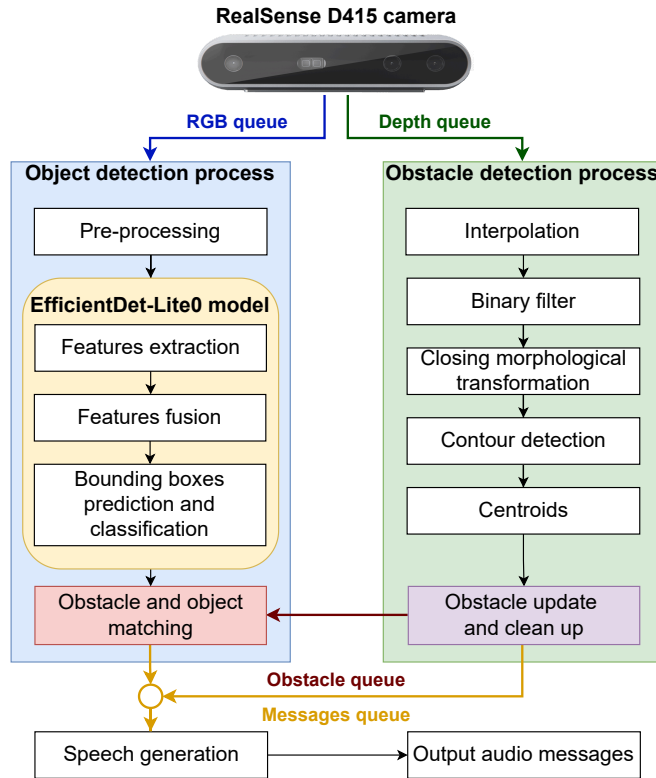 RealSense D415 camera
RGB queue
Depth queue
Object detection process
Pre-processing
EfficientDet-Lite0 model
Features extraction
Features fusion
Bounding boxes
prediction and
classification
Obstacle and object
matching
Obstacle detection process
Interpolation
Binary filter
Closing morphological
transformation
Contour detection
Centroids
Obstacle update
and clean up
Obstacle queue
Messages queue
Speech generation
Output audio messages